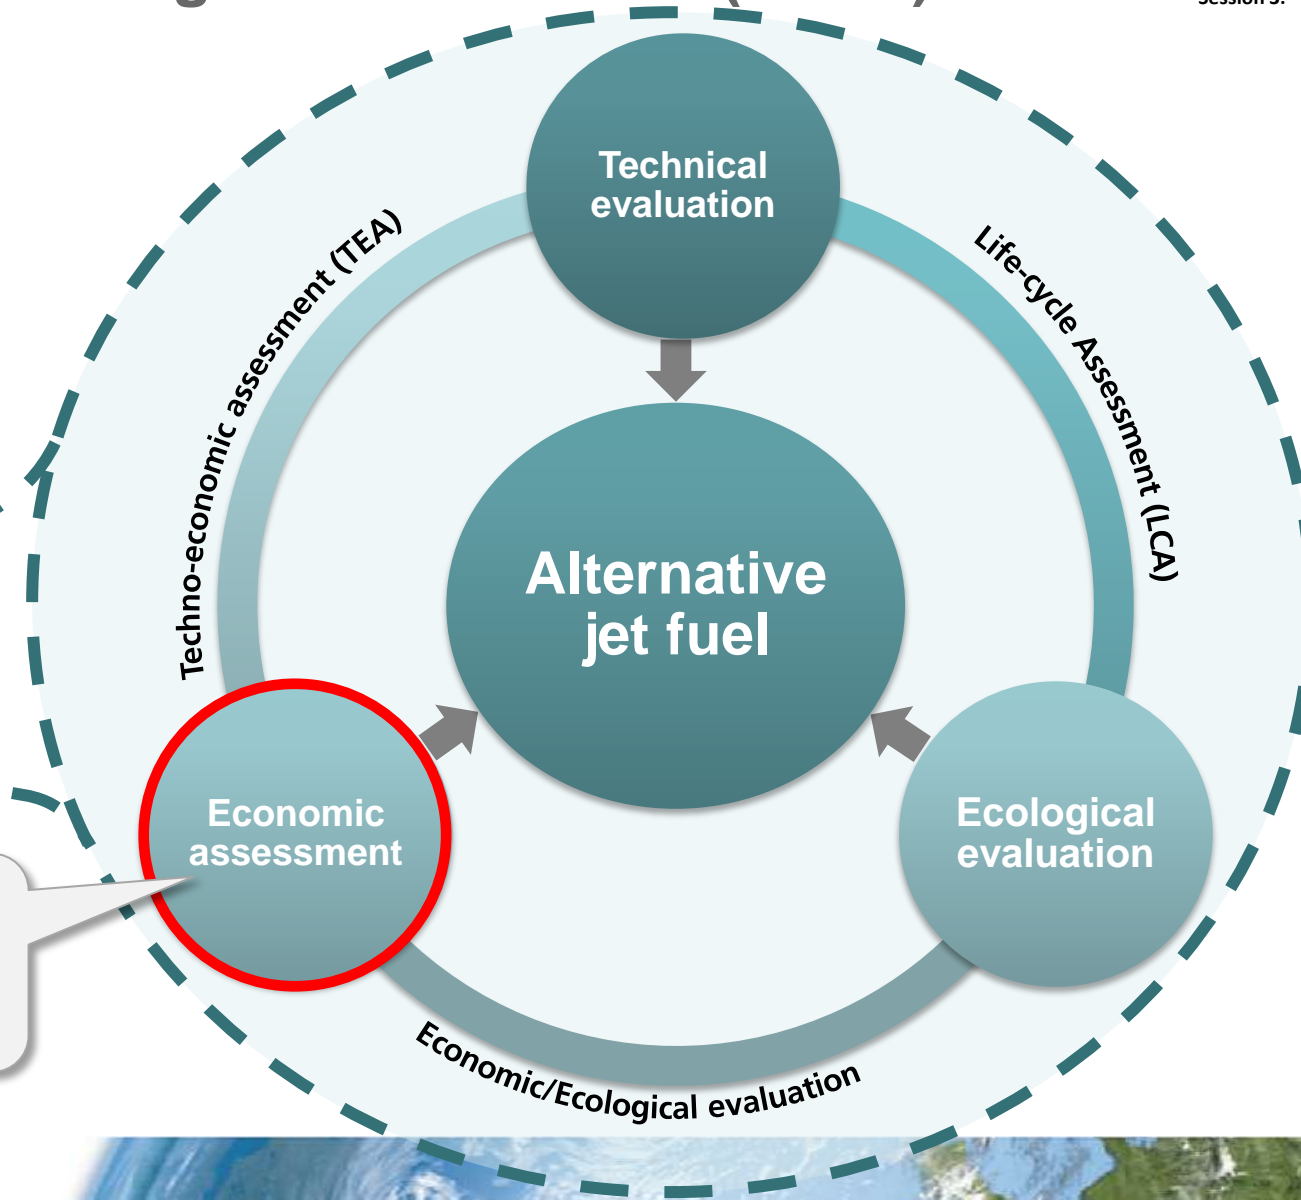 Technical
evaluation
Techno-economic assessment (TEA)
Life-cycle Assessment (LCA)
Alternative
jet fuel
Economic
assessment
Ecological
evaluation
Economic/Ecological evaluation